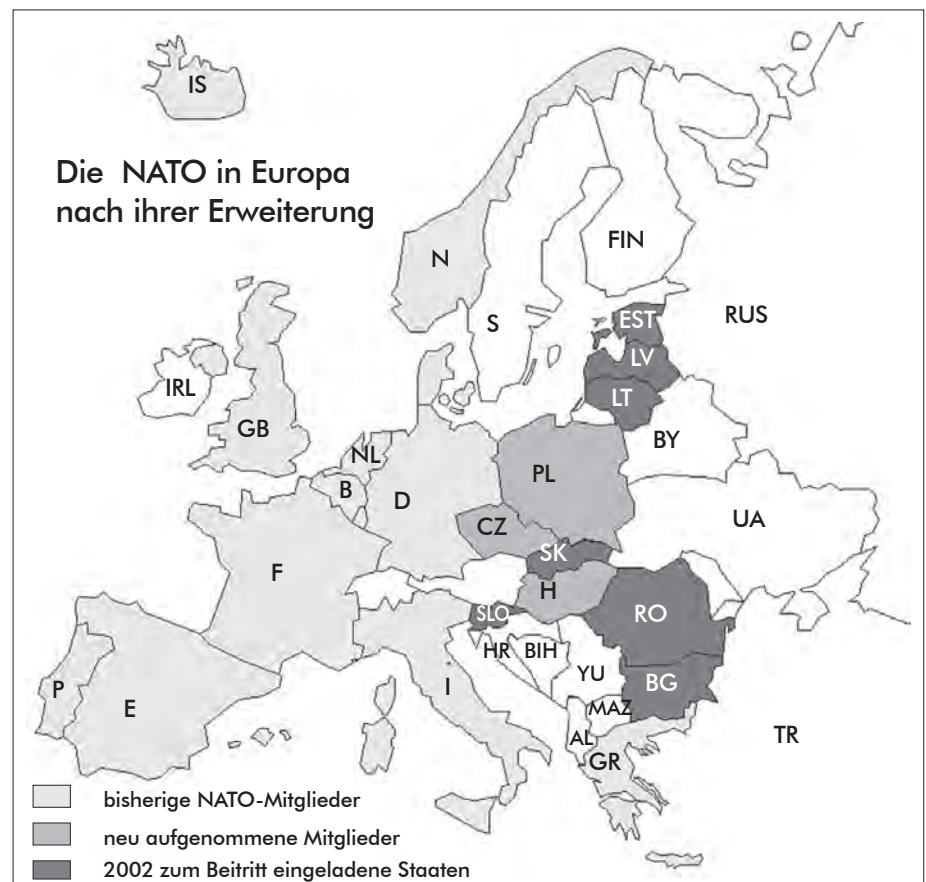 IS
Die NATO in Europa
nach ihrer Erweiterung
FIN
N
RUS
S
EST
LV
IRL
LT
GB
BY
NL
PL
B
D
UA
CZ
SK
F
H
SLO
RO
HR
BIH
YU
BG
P
I
E
MAZ
TR
AL
GR
bisherige NATO-Mitglieder
neu aufgenommene Mitglieder
2002 zum Beitritt eingeladene Staaten